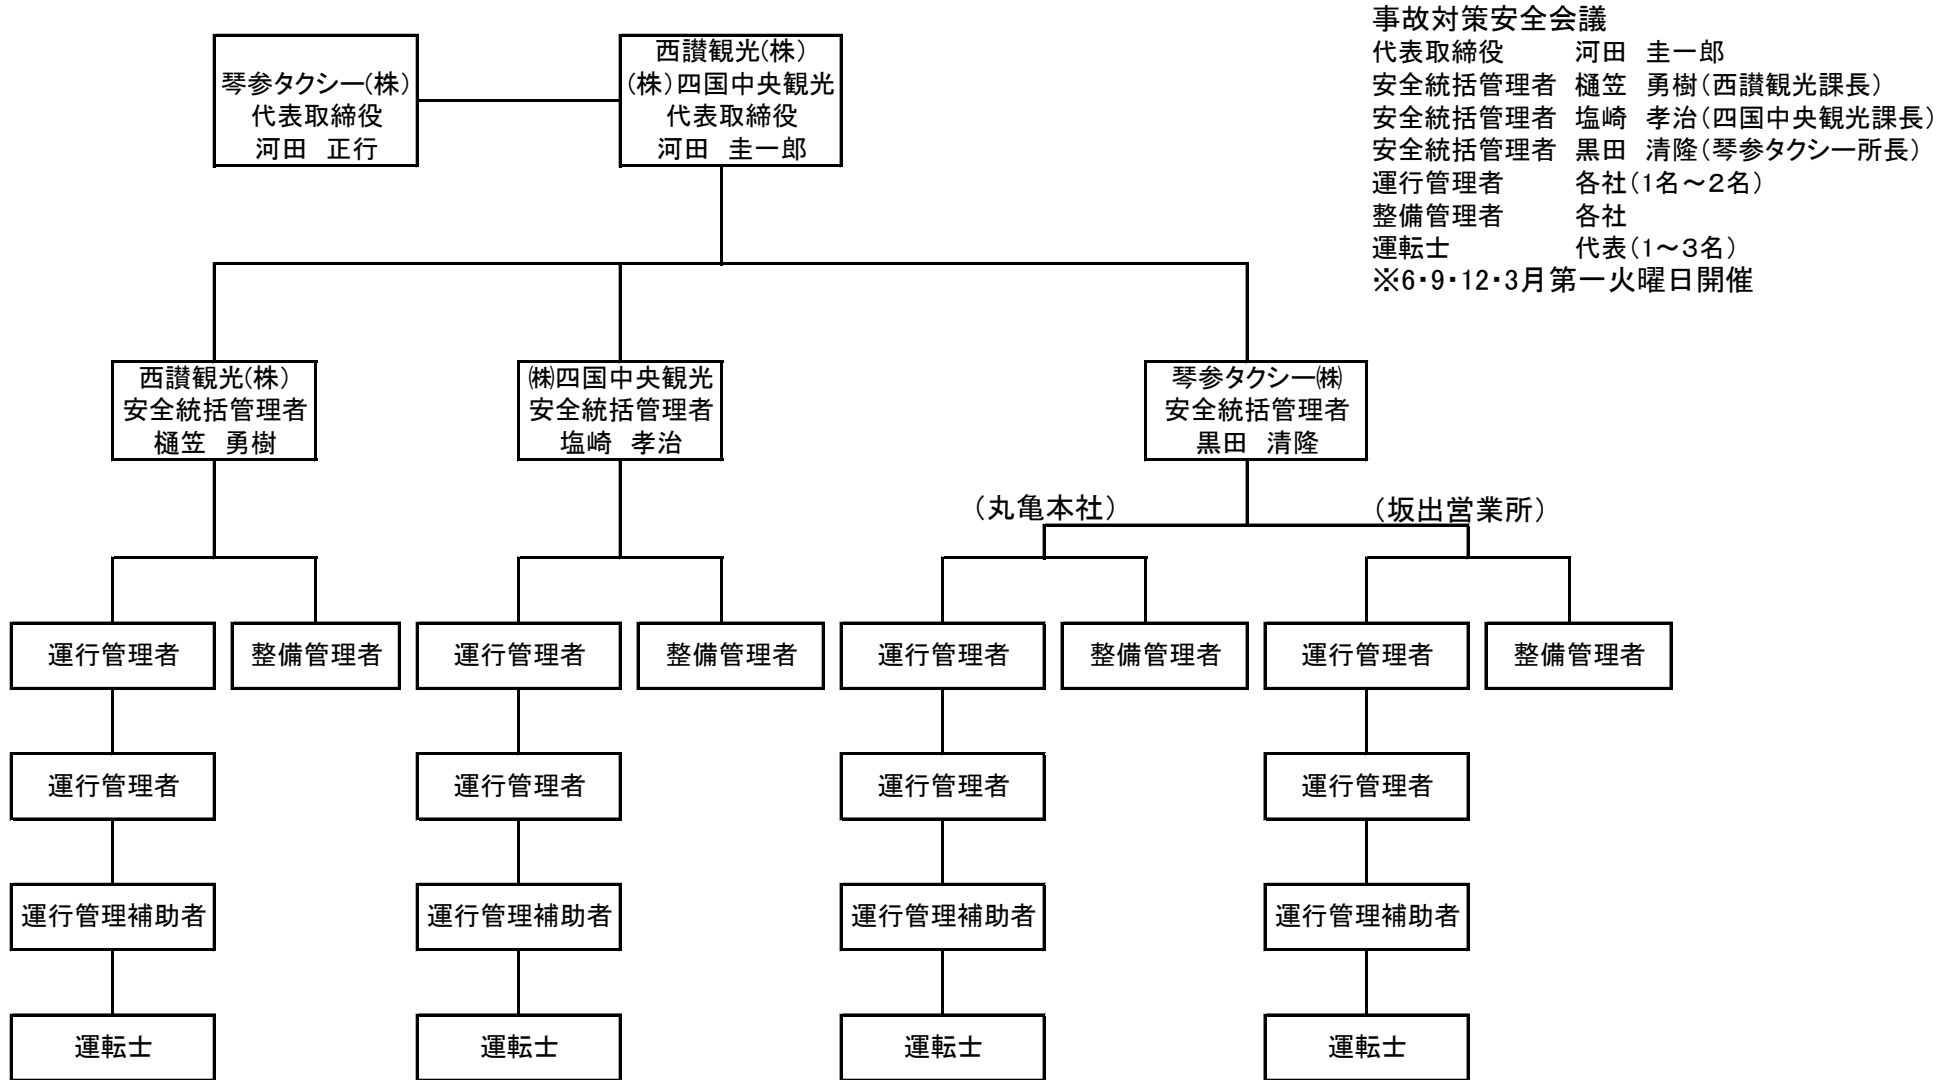 琴参タクシー(株)
代表取締役
河田 正行
西讃観光(株)
(株)四国中央観光
代表取締役
河田 圭一郎
事故対策安全会議
代表取締役 河田 圭一郎
安全統括管理者 樋笠 勇樹(西讃観光課長)
安全統括管理者 塩崎 孝治(四国中央観光課長)
安全統括管理者 黒田 清隆(琴参タクシー所長)
運行管理者 各社(1名～2名)
整備管理者 各社
運転士 代表(1～3名)
※6・9・12・3月第一火曜日開催
西讃観光(株)
安全統括管理者
樋笠 勇樹
㈱四国中央観光
安全統括管理者
塩崎 孝治
琴参タクシー㈱
安全統括管理者
黒田 清隆
(丸亀本社)
(坂出営業所)
運行管理者
整備管理者
運行管理者
整備管理者
運行管理者
整備管理者
運行管理者
整備管理者
運行管理者
運行管理者
運行管理者
運行管理者
運行管理補助者
運行管理補助者
運行管理補助者
運行管理補助者
運転士
運転士
運転士
運転士